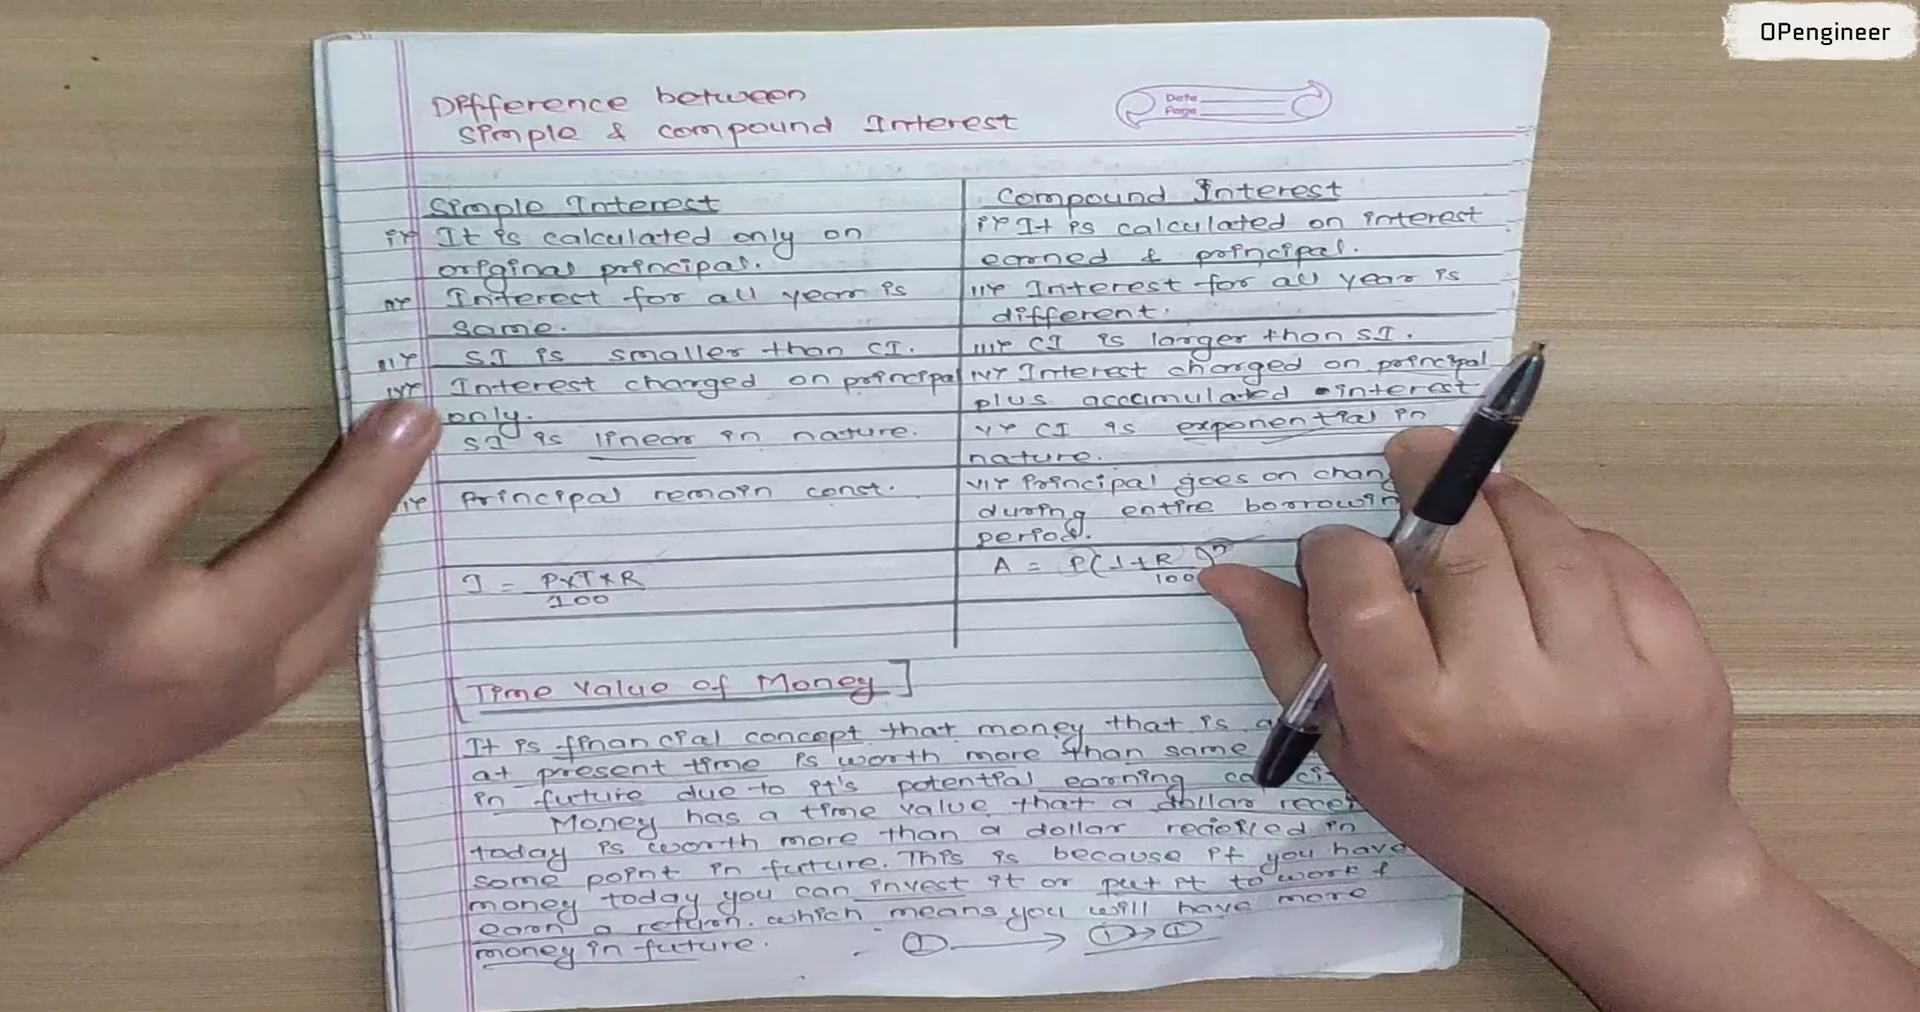 OPengineer
Difference between
simple & compound Interest
Date
Page
Simple Interest
i) It is calculated only on
original principal.
ii) Interest for all year is
same.
iii) SI is smaller than CI.
iv) Interest charged on principal
only.
SI is linear in nature.
Principal remain const.
I = P×T×R
100
Compound Interest
i) It is calculated on interest
earned & principal.
ii) Interest for all year is
different.
iii) CI is larger than SI.
iv) Interest charged on principal
plus accamulated interest
v) CI is exponential in
nature.
vi) Principal goes on
during entire
period.
A = P(1+R
100
)n
Time value of Money
It is financial concept that money that is
at present time is worth more than same
in future due to it's potential earning
Money has a time value that a dollar
today is worth more than a dollar recieved in
some point in future. This is because if you have
money today you can invest it or put it to work &
earn a return. which means you will have more
money in future.
1 → 1 → 1